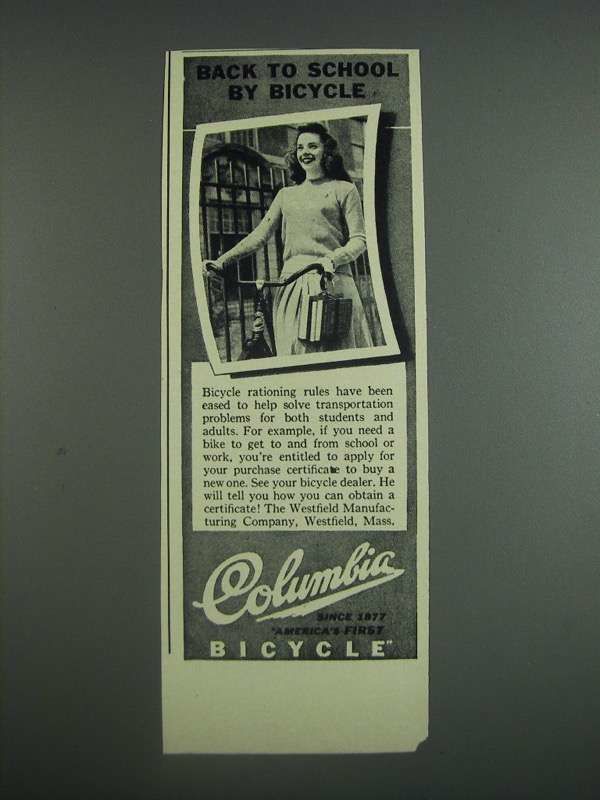 BACK TO SCHOOL
BY BICYCLE
Bicycle rationing rules have been
eased to help solve transportation
problems for both students and
adults. For example, if you need a
bike to get to and from school or
work, you're entitled to apply for
your purchase certificate to buy a
new one. See your bicycle dealer. He
will tell you how you can obtain a
certificate! The Westfield Manufac-
turing Company, Westfield, Mass.
Columbia
SINCE 1877
"AMERICA'S FIRST
BICYCLE"